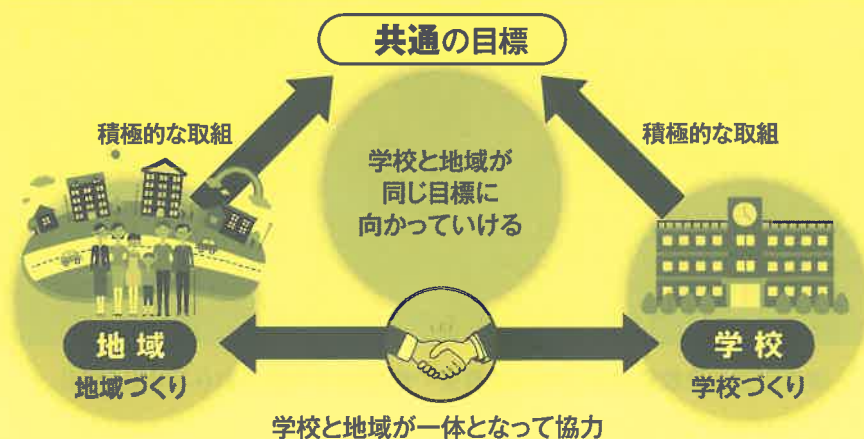 共通の目標
積極的な取組
積極的な取組
学校と地域が
同じ目標に
向かっていける
地域
学校
地域づくり
学校づくり
学校と地域が一体となって協力